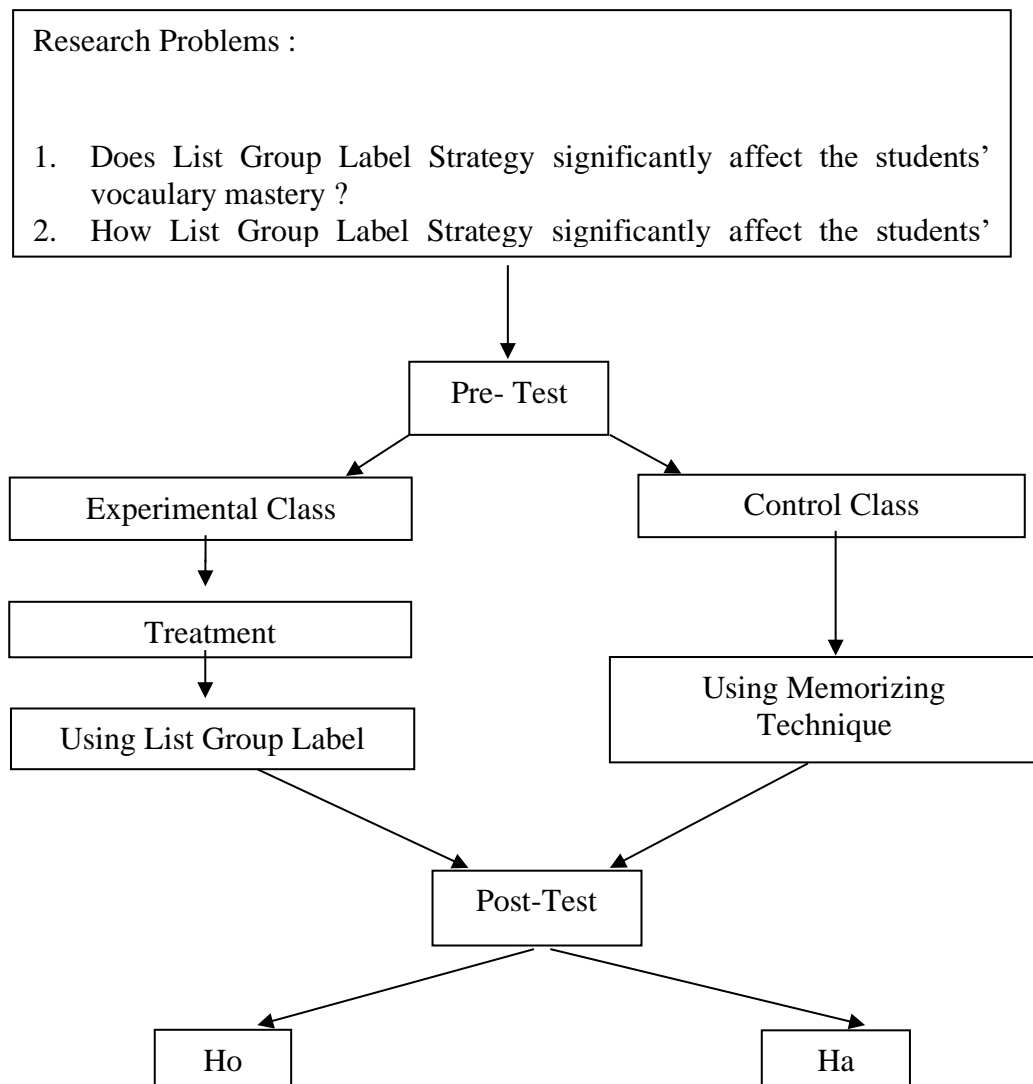 Research Problems :
1. Does List Group Label Strategy significantly affect the students’
vocaulary mastery ?
2. How List Group Label Strategy significantly affect the students’
Pre- Test
Experimental Class
Control Class
Treatment
Using List Group Label
Using Memorizing
Technique
Post-Test
Ho
Ha